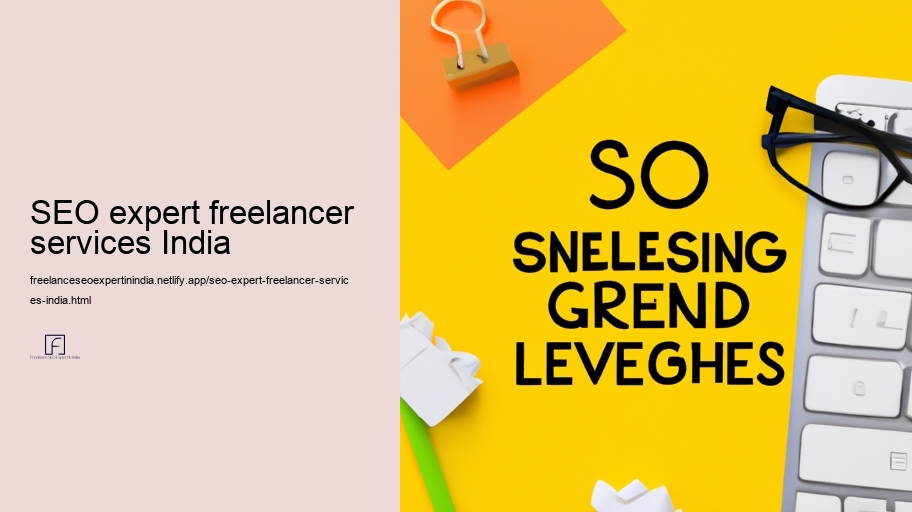 SEO expert freelancer
services India
freelanceseoexpertinindia.netlify.app/seo-expert-freelancer-servic
es-india.html
SO
SNELESING
GREND
LEVEGHES